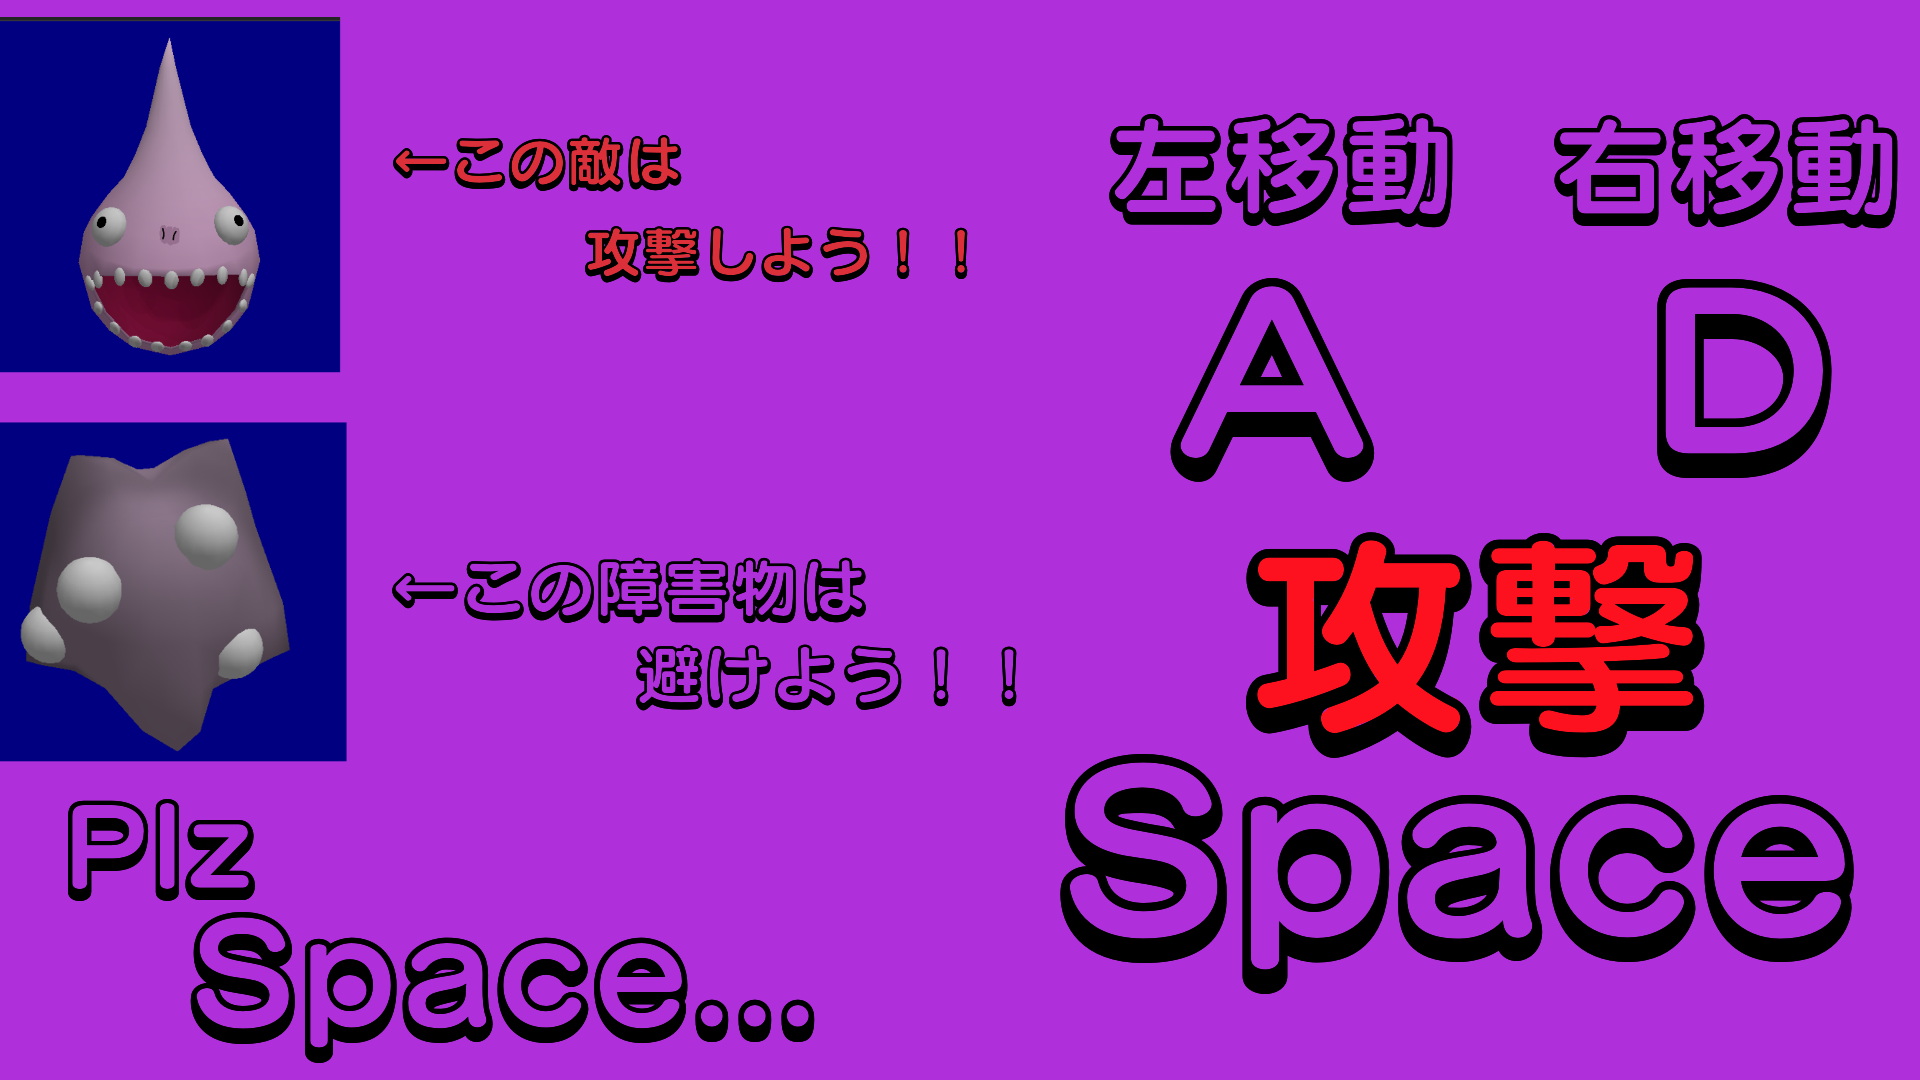 ←この敵は
攻撃しよう！！
←この障害物は
避けよう！！
Plz
Space...
左移動 右移動
A D
攻撃
Space